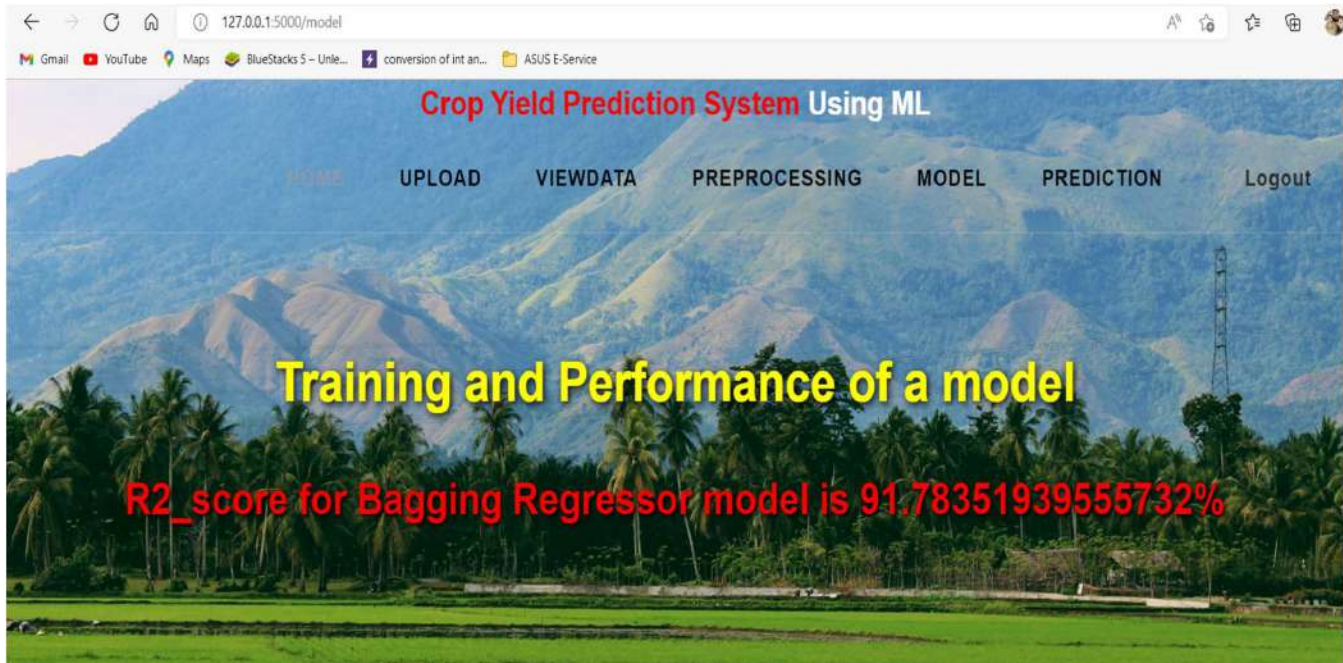 127.0.0.1:5000/model
Gmail YouTube Maps BlueStacks 5 – Unle... conversion of int an... ASUS E-Service
Crop Yield Prediction System Using ML
HOME UPLOAD VIEWDATA PREPROCESSING MODEL PREDICTION Logout
Training and Performance of a model
R2_score for Bagging Regressor model is 91.78351939555732%